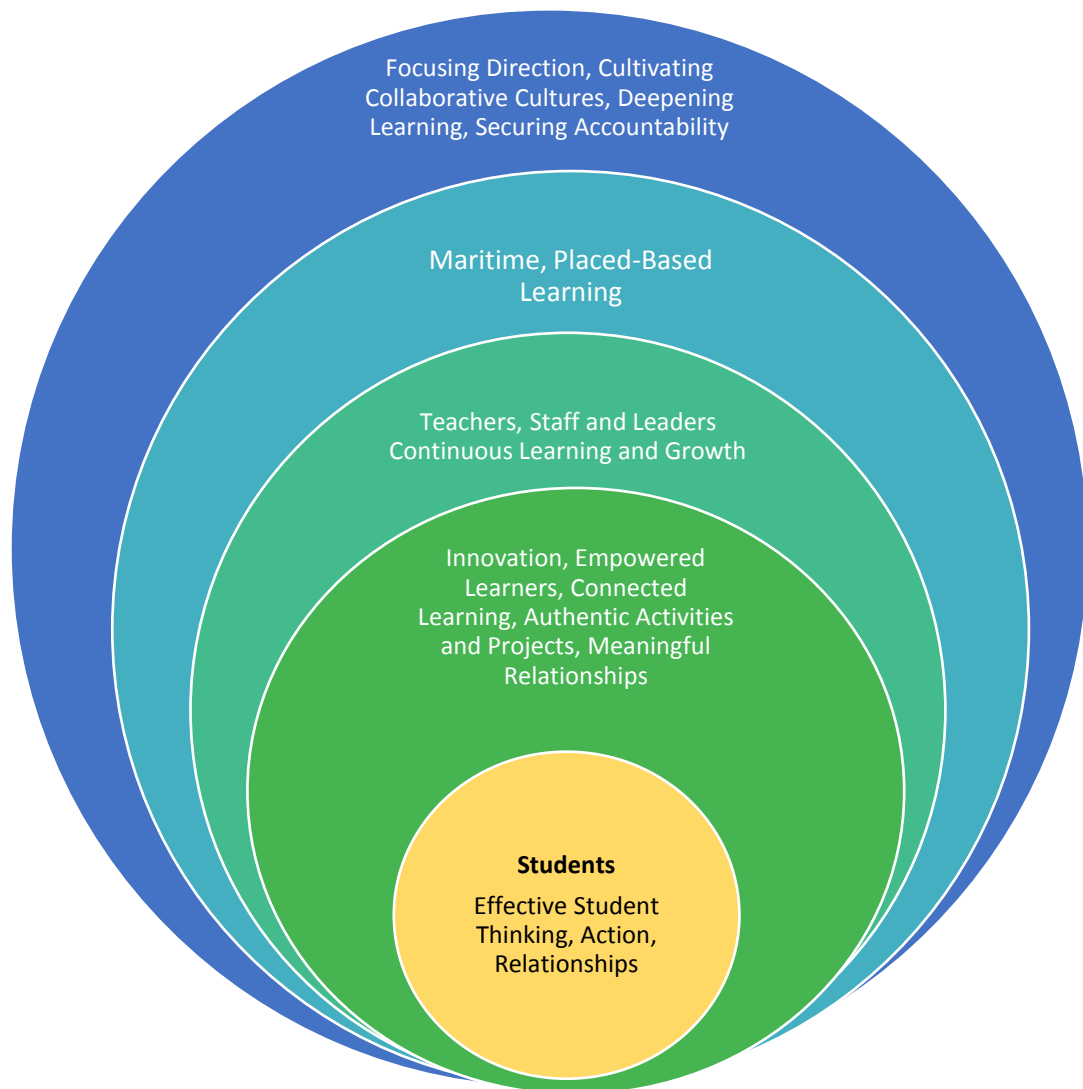 Focusing Direction, Cultivating
Collaborative Cultures, Deepening
Learning, Securing Accountability
Maritime, Placed-Based
Learning
Teachers, Staff and Leaders
Continuous Learning and Growth
Innovation, Empowered
Learners, Connected
Learning, Authentic Activities
and Projects, Meaningful
Relationships
Students
Effective Student
Thinking, Action,
Relationships